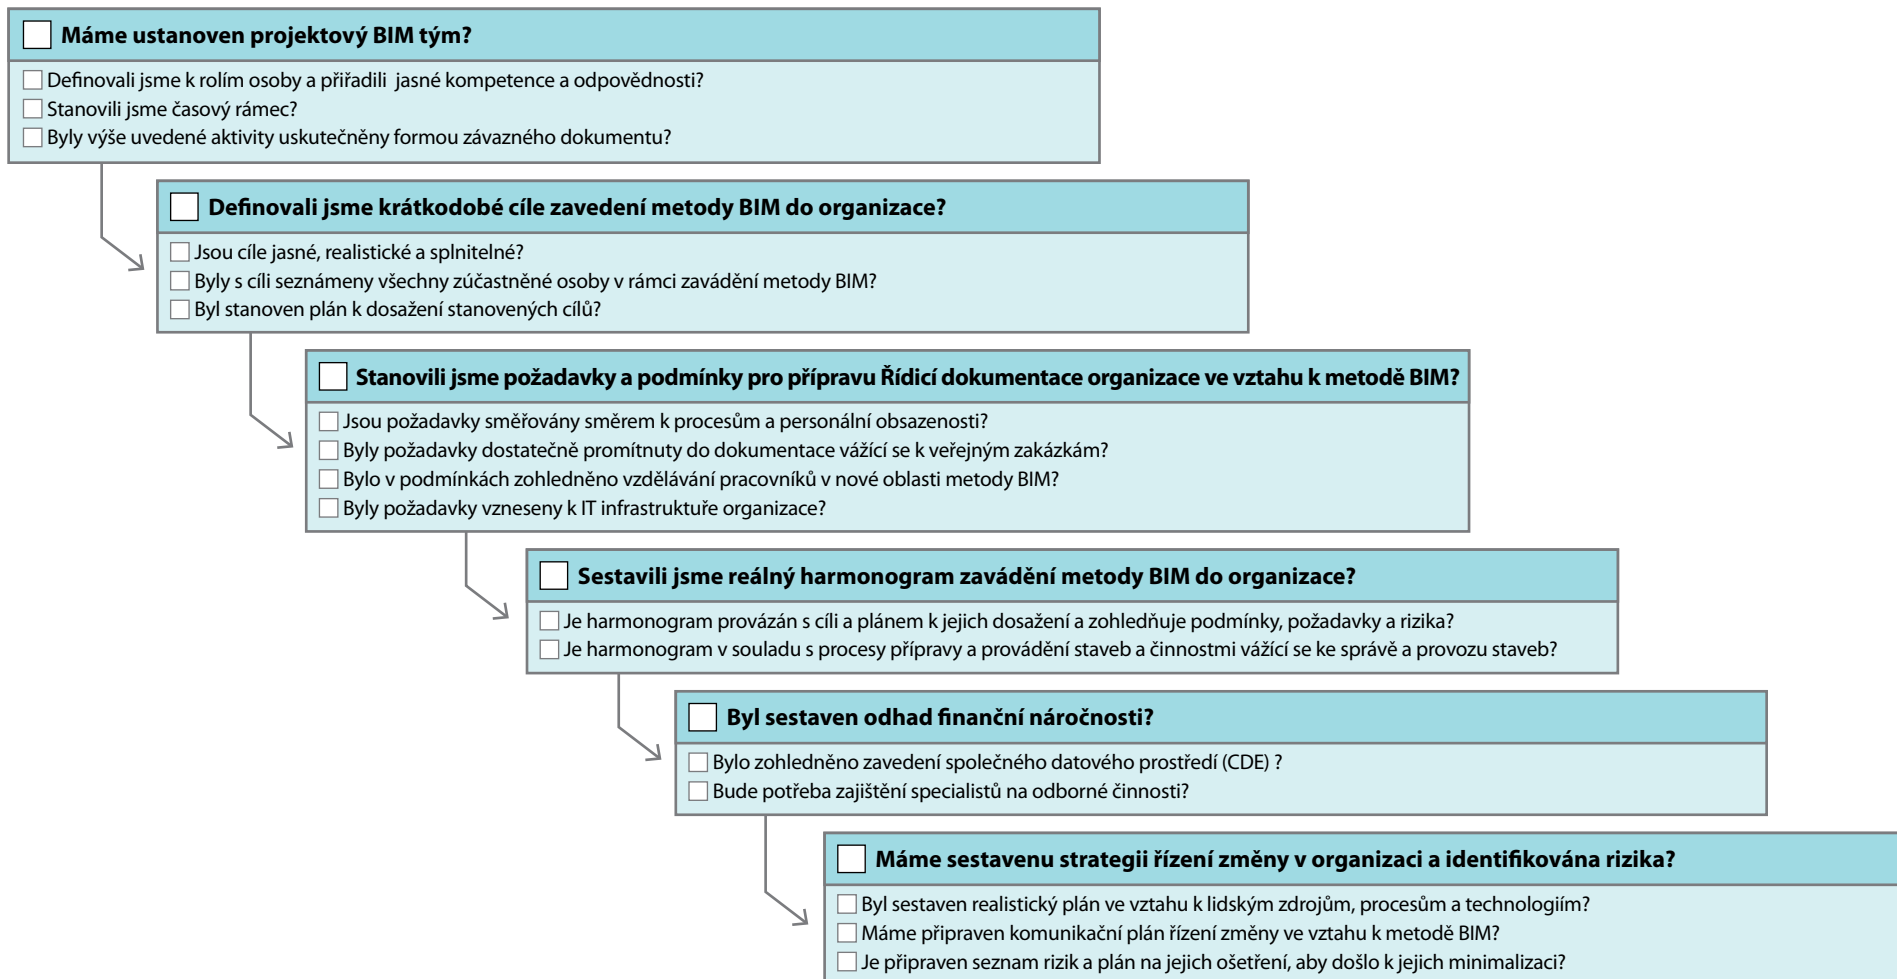 Máme ustanoven projektový BIM tým?
Definovali jsme k rolím osoby a přiřadili jasné kompetence a odpovědnosti?
Stanovili jsme časový rámec?
Byly výše uvedené aktivity uskutečněny formou závazného dokumentu?
Definovali jsme krátkodobé cíle zavedení metody BIM do organizace?
Jsou cíle jasné, realistické a splnitelné?
Byly s cíli seznámeny všechny zúčastněné osoby v rámci zavádění metody BIM?
Byl stanoven plán k dosažení stanovených cílů?
Stanovili jsme požadavky a podmínky pro přípravu Řídicí dokumentace organizace ve vztahu k metodě BIM?
Jsou požadavky směřovány směrem k procesům a personální obsazenosti?
Byly požadavky dostatečně promítnuty do dokumentace vážící se k veřejným zakázkám?
Bylo v podmínkách zohledněno vzdělávání pracovníků v nové oblasti metody BIM?
Byly požadavky vzneseny k IT infrastruktuře organizace?
Sestavili jsme reálný harmonogram zavádění metody BIM do organizace?
Je harmonogram provázán s cíli a plánem k jejich dosažení a zohledňuje podmínky, požadavky a rizika?
Je harmonogram v souladu s procesy přípravy a provádění staveb a činnostmi vážící se ke správě a provozu staveb?
Byl sestaven odhad finanční náročnosti?
Bylo zohledněno zavedení společného datového prostředí (CDE) ?
Bude potřeba zajištění specialistů na odborné činnosti?
Máme sestavenu strategii řízení změny v organizaci a identifikována rizika?
Byl sestaven realistický plán ve vztahu k lidským zdrojům, procesům a technologiím?
Máme připraven komunikační plán řízení změny ve vztahu k metodě BIM?
Je připraven seznam rizik a plán na jejich ošetření, aby došlo k jejich minimalizaci?